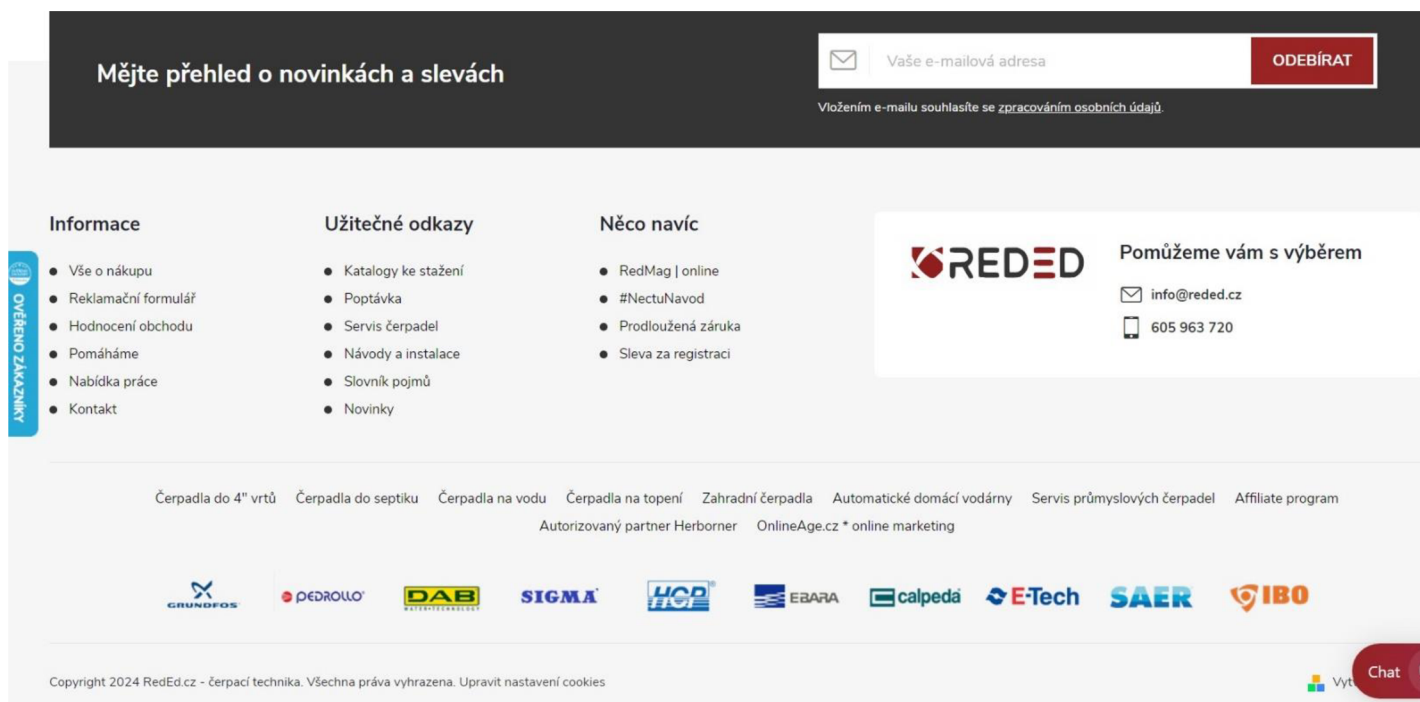 Mějte přehled o novinkách a slevách
Vaše e-mailová adresa
ODEBÍRAT
Vložením e-mailu souhlasíte se zpracováním osobních údajů.
Informace
Vše o nákupu
Reklamační formulář
Hodnocení obchodu
Pomáháme
Nabídka práce
Kontakt
Užitečné odkazy
Katalogy ke stažení
Poptávka
Servis čerpadel
Návody a instalace
Slovník pojmů
Novinky
Něco navíc
RedMag | online
#NectuNavod
Prodloužená záruka
Sleva za registraci
REDED
Pomůžeme vám s výběrem
info@reded.cz
605 963 720
OVĚŘENO ZÁKAZNÍKY
Čerpadla do 4" vrtů Čerpadla do septiku Čerpadla na vodu Čerpadla na topení Zahradní čerpadla Automatické domácí vodárny Servis průmyslových čerpadel Affiliate program
Autorizovaný partner Herborner OnlineAge.cz * online marketing
GRUNDFOS PEDROLLO DAB WATER•TECHNOLOGY SIGMA HCP EBARA calpeda E-Tech SAER IBO
Copyright 2024 RedEd.cz - čerpací technika. Všechna práva vyhrazena. Upravit nastavení cookies
Chat